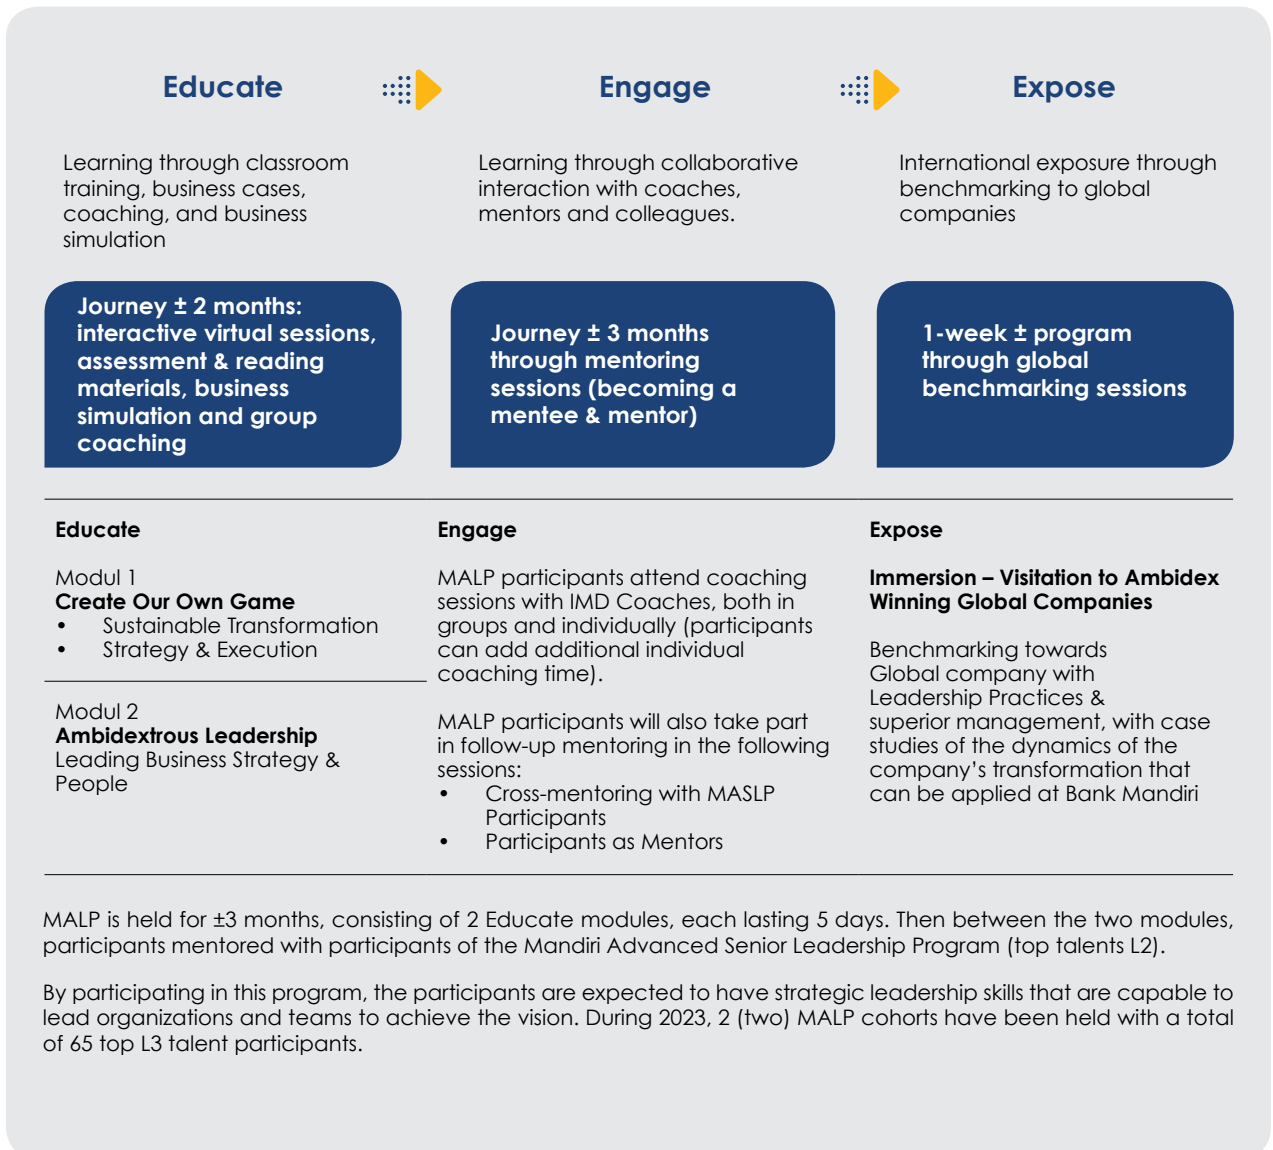 Educate
Engage
Expose
Learning through classroom
training, business cases,
coaching, and business
simulation
Learning through collaborative
interaction with coaches,
mentors and colleagues.
International exposure through
benchmarking to global
companies
Journey ± 2 months:
interactive virtual sessions,
assessment & reading
materials, business
simulation and group
coaching
Journey ± 3 months
through mentoring
sessions (becoming a
mentee & mentor)
1-week ± program
through global
benchmarking sessions
Educate
Modul 1
Create Our Own Game
• Sustainable Transformation
• Strategy & Execution
Modul 2
Ambidextrous Leadership
Leading Business Strategy &
People
Engage
MALP participants attend coaching
sessions with IMD Coaches, both in
groups and individually (participants
can add additional individual
coaching time).
MALP participants will also take part
in follow-up mentoring in the following
sessions:
• Cross-mentoring with MASLP
Participants
• Participants as Mentors
Expose
Immersion – Visitation to Ambidex
Winning Global Companies
Benchmarking towards
Global company with
Leadership Practices &
superior management, with case
studies of the dynamics of the
company’s transformation that
can be applied at Bank Mandiri
MALP is held for ±3 months, consisting of 2 Educate modules, each lasting 5 days. Then between the two modules,
participants mentored with participants of the Mandiri Advanced Senior Leadership Program (top talents L2).
By participating in this program, the participants are expected to have strategic leadership skills that are capable to
lead organizations and teams to achieve the vision. During 2023, 2 (two) MALP cohorts have been held with a total
of 65 top L3 talent participants.